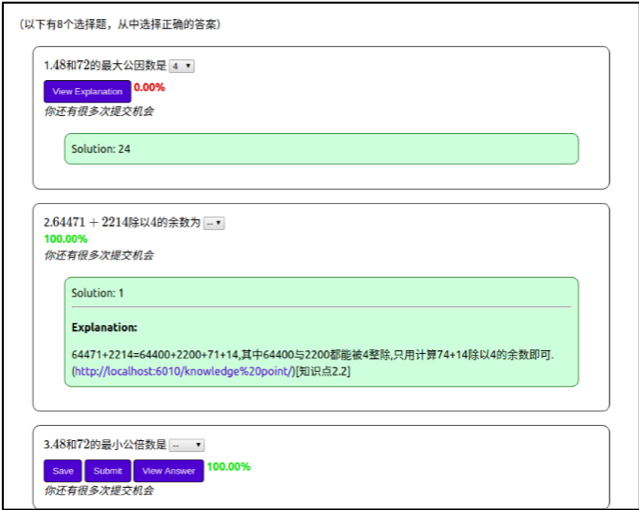 （以下有8个选择题，从中选择正确的答案）
1.48和72的最大公因数是 4
View Explanation 0.00%
你还有很多次提交机会
Solution: 24
2.64471 + 2214除以4的余数为 --
100.00%
你还有很多次提交机会
Solution: 1
Explanation:
64471+2214=64400+2200+71+14,其中64400与2200都能被4整除,只用计算74+14除以4的余数即可.
(http://localhost:6010/knowledge%20point/)[知识点2.2]
3.48和72的最小公倍数是 --
Save Submit View Answer 100.00%
你还有很多次提交机会